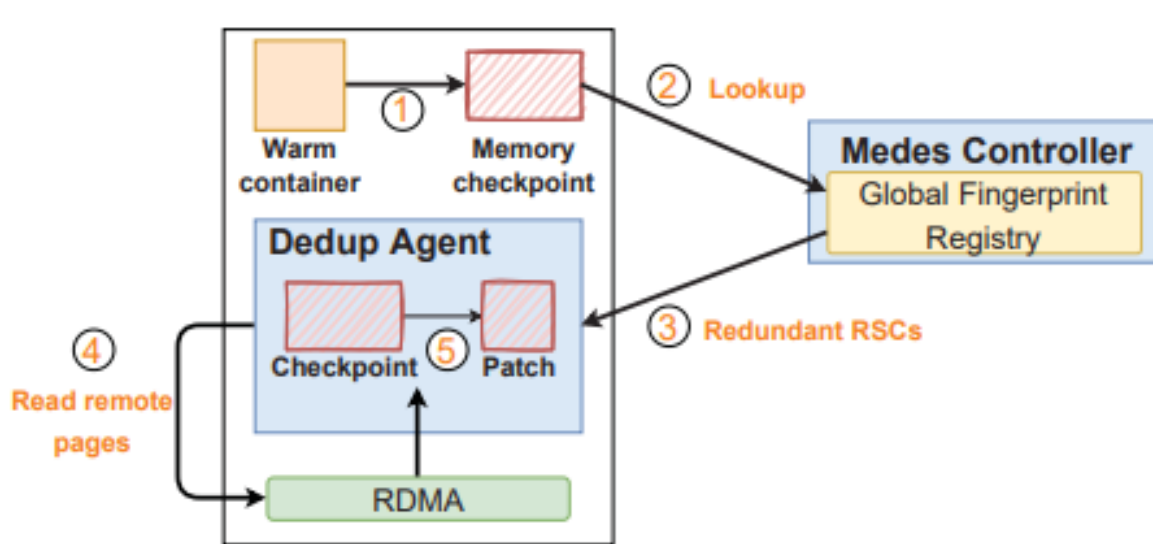 1
Warm
container
Memory
checkpoint
2 Lookup
Medes Controller
Global Fingerprint
Registry
3 Redundant RSCs
Dedup Agent
Checkpoint
5
Patch
4
Read remote
pages
RDMA